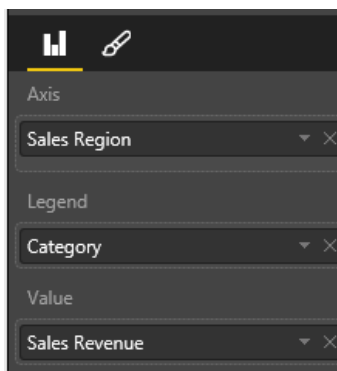 Axis
Sales Region
Legend
Category
Value
Sales Revenue